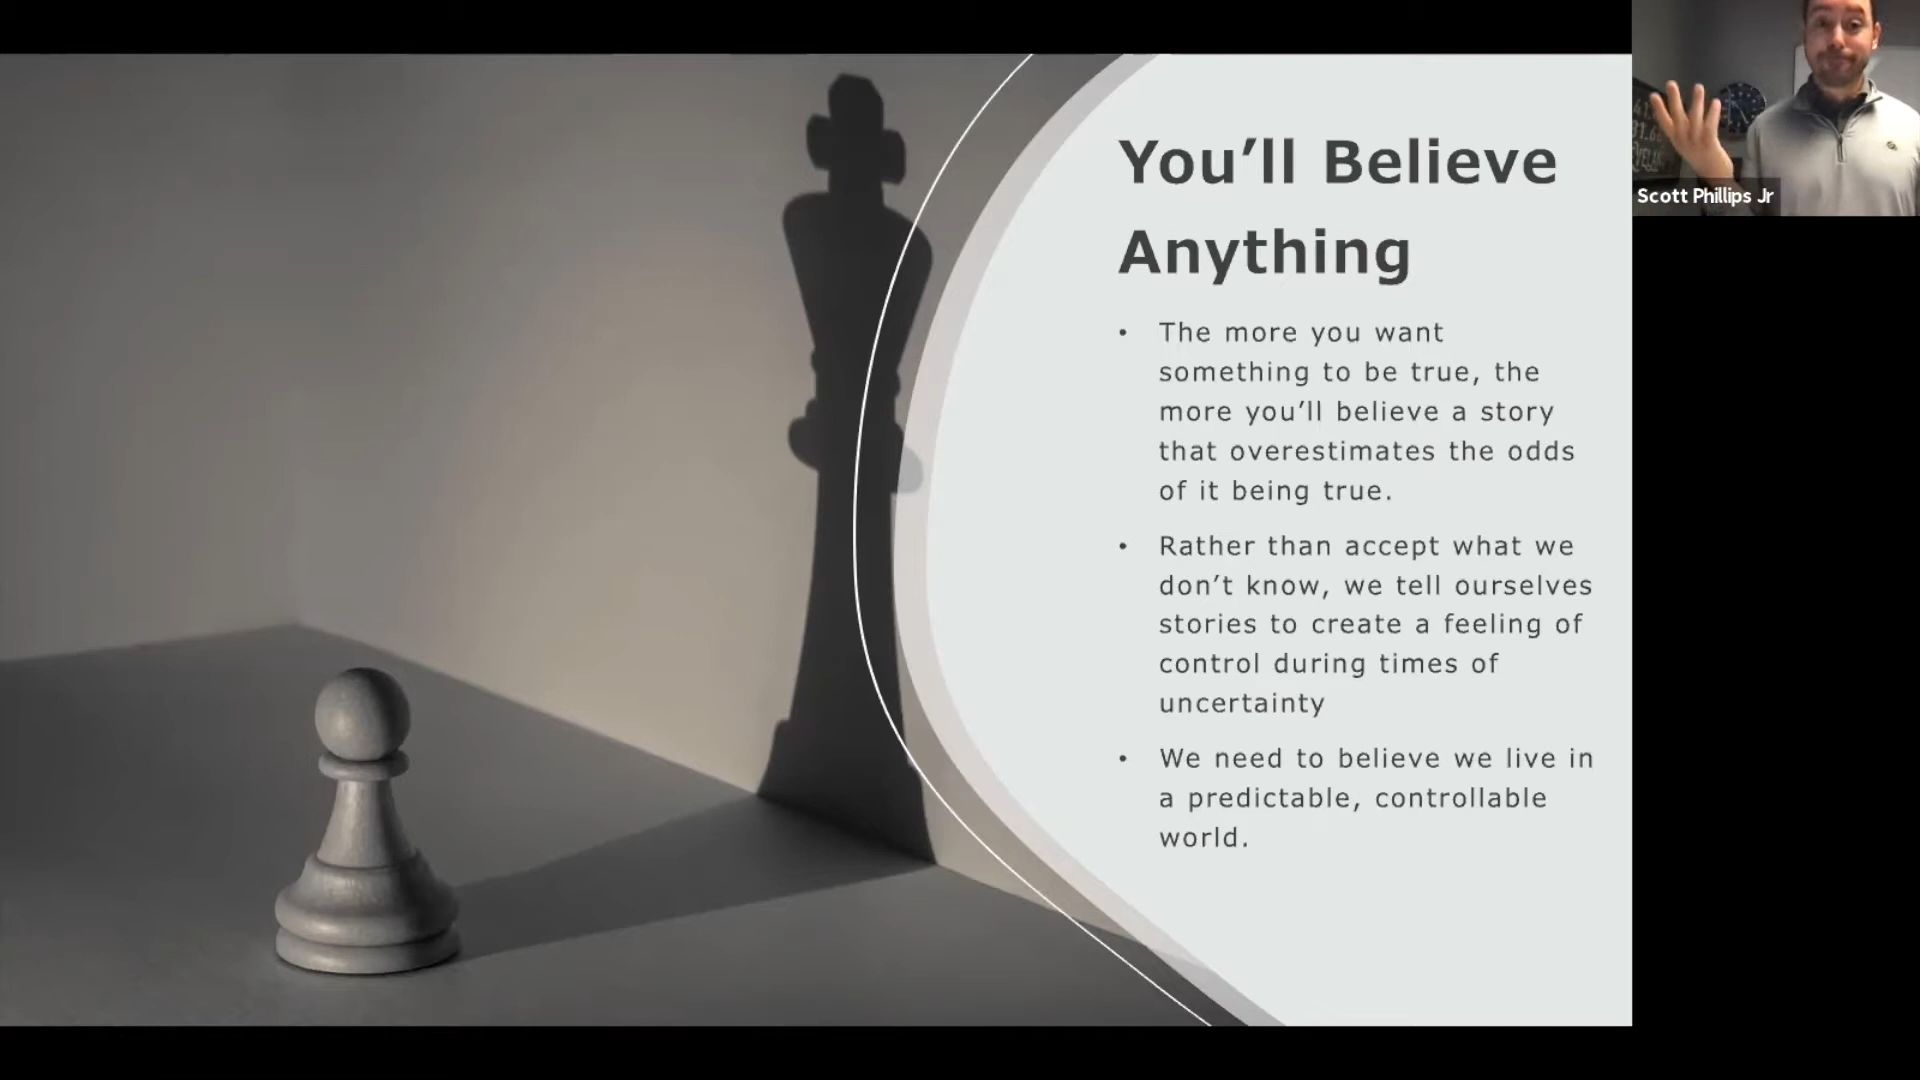 You’ll Believe
Anything
• The more you want
something to be true, the
more you’ll believe a story
that overestimates the odds
of it being true.
• Rather than accept what we
don’t know, we tell ourselves
stories to create a feeling of
control during times of
uncertainty
• We need to believe we live in
a predictable, controllable
world.
Scott Phillips Jr